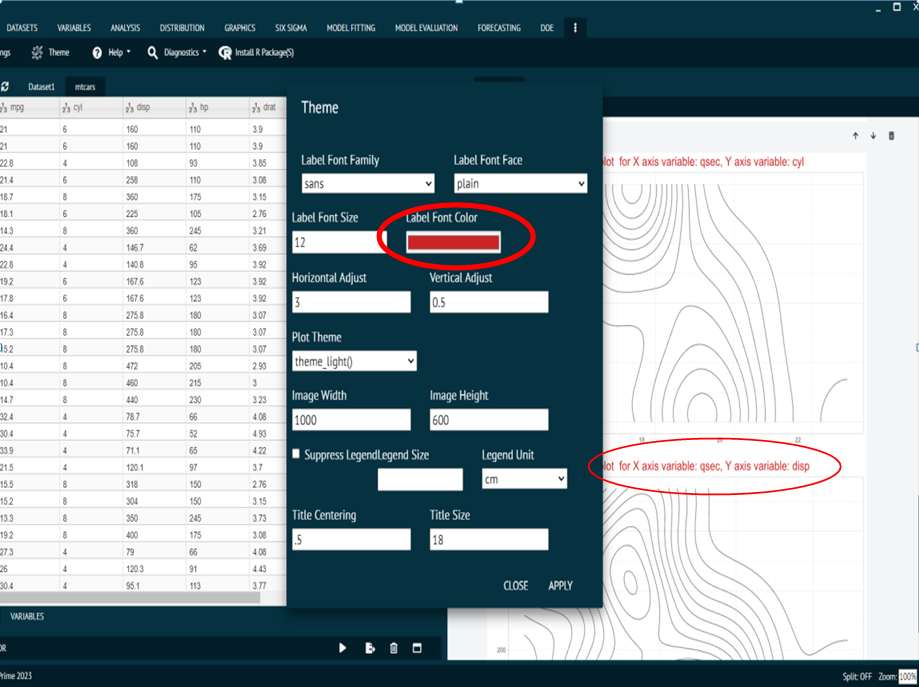 DATASETS VARIABLES ANALYSIS DISTRIBUTION GRAPHICS SIX SIGMA MODEL FITTING MODEL EVALUATION FORECASTING DOE
ngs Theme Help Diagnostics Install R Package(S)
Dataset1 mtcars
mpg cyl disp hp drat
21 6 160 110 3.9
21 6 160 110 3.9
22.8 4 108 93 3.85
21.4 6 258 110 3.08
18.7 8 360 175 3.15
18.1 6 225 105 2.76
14.3 8 360 245 3.21
24.4 4 146.7 62 3.69
22.8 4 140.8 95 3.92
19.2 6 167.6 123 3.92
17.8 6 167.6 123 3.92
16.4 8 275.8 180 3.07
17.3 8 275.8 180 3.07
15.2 8 275.8 180 3.07
10.4 8 472 205 2.93
10.4 8 460 215 3
14.7 8 440 230 3.23
32.4 4 78.7 66 4.08
30.4 4 75.7 52 4.93
33.9 4 71.1 65 4.22
21.5 4 120.1 97 3.7
15.5 8 318 150 2.76
15.2 8 304 150 3.15
13.3 8 350 245 3.73
19.2 8 400 175 3.08
27.3 4 79 66 4.08
26 4 120.3 91 4.43
30.4 4 95.1 113 3.77
VARIABLES
OR
Prime 2023
Theme
Label Font Family Label Font Face
sans plain
Label Font Size Label Font Color
12
Horizontal Adjust Vertical Adjust
3 0.5
Plot Theme
theme_light()
Image Width Image Height
1000 600
Suppress Legend Legend Size Legend Unit
cm
Title Centering Title Size
.5 18
CLOSE APPLY
plot for X axis variable: qsec, Y axis variable: cyl
18 20 22
plot for X axis variable: qsec, Y axis variable: disp
200
Split: OFF Zoom: 100%